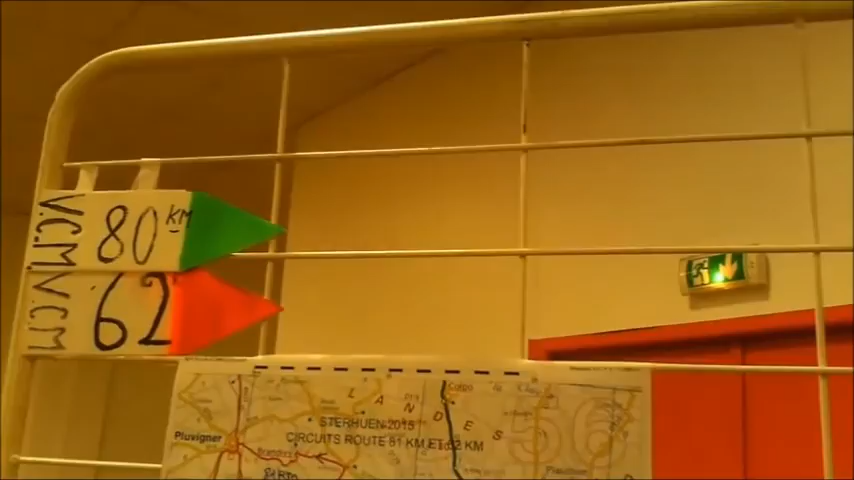 V.C.M 80 KM
V.C.M 62
LANDES
STERHUEN 2015
CIRCUITS ROUTE 81 KM ET 62 KM
Pluvigner